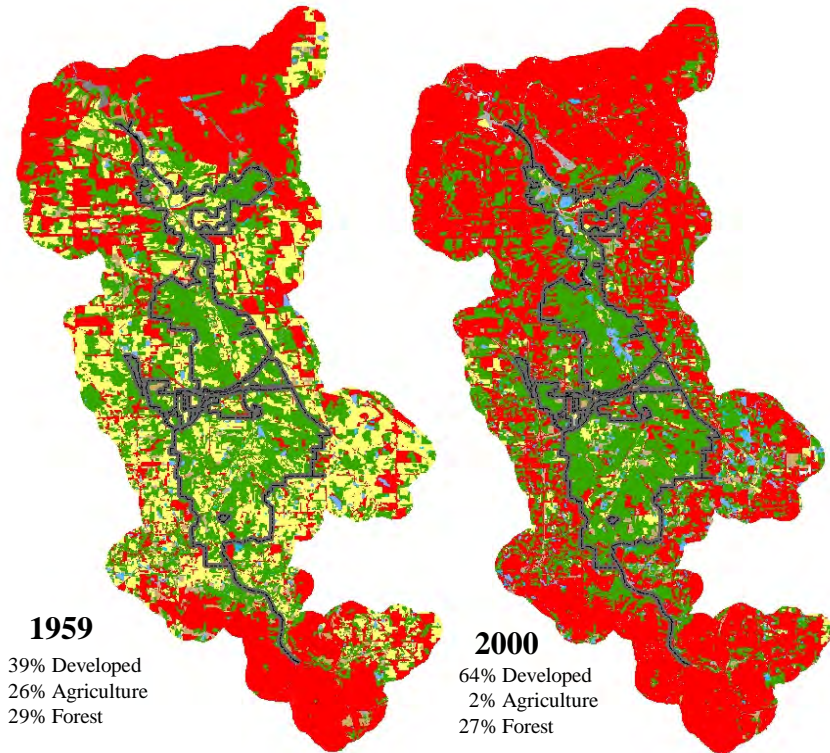 1959
39% Developed
26% Agriculture
29% Forest
2000
64% Developed
2% Agriculture
27% Forest